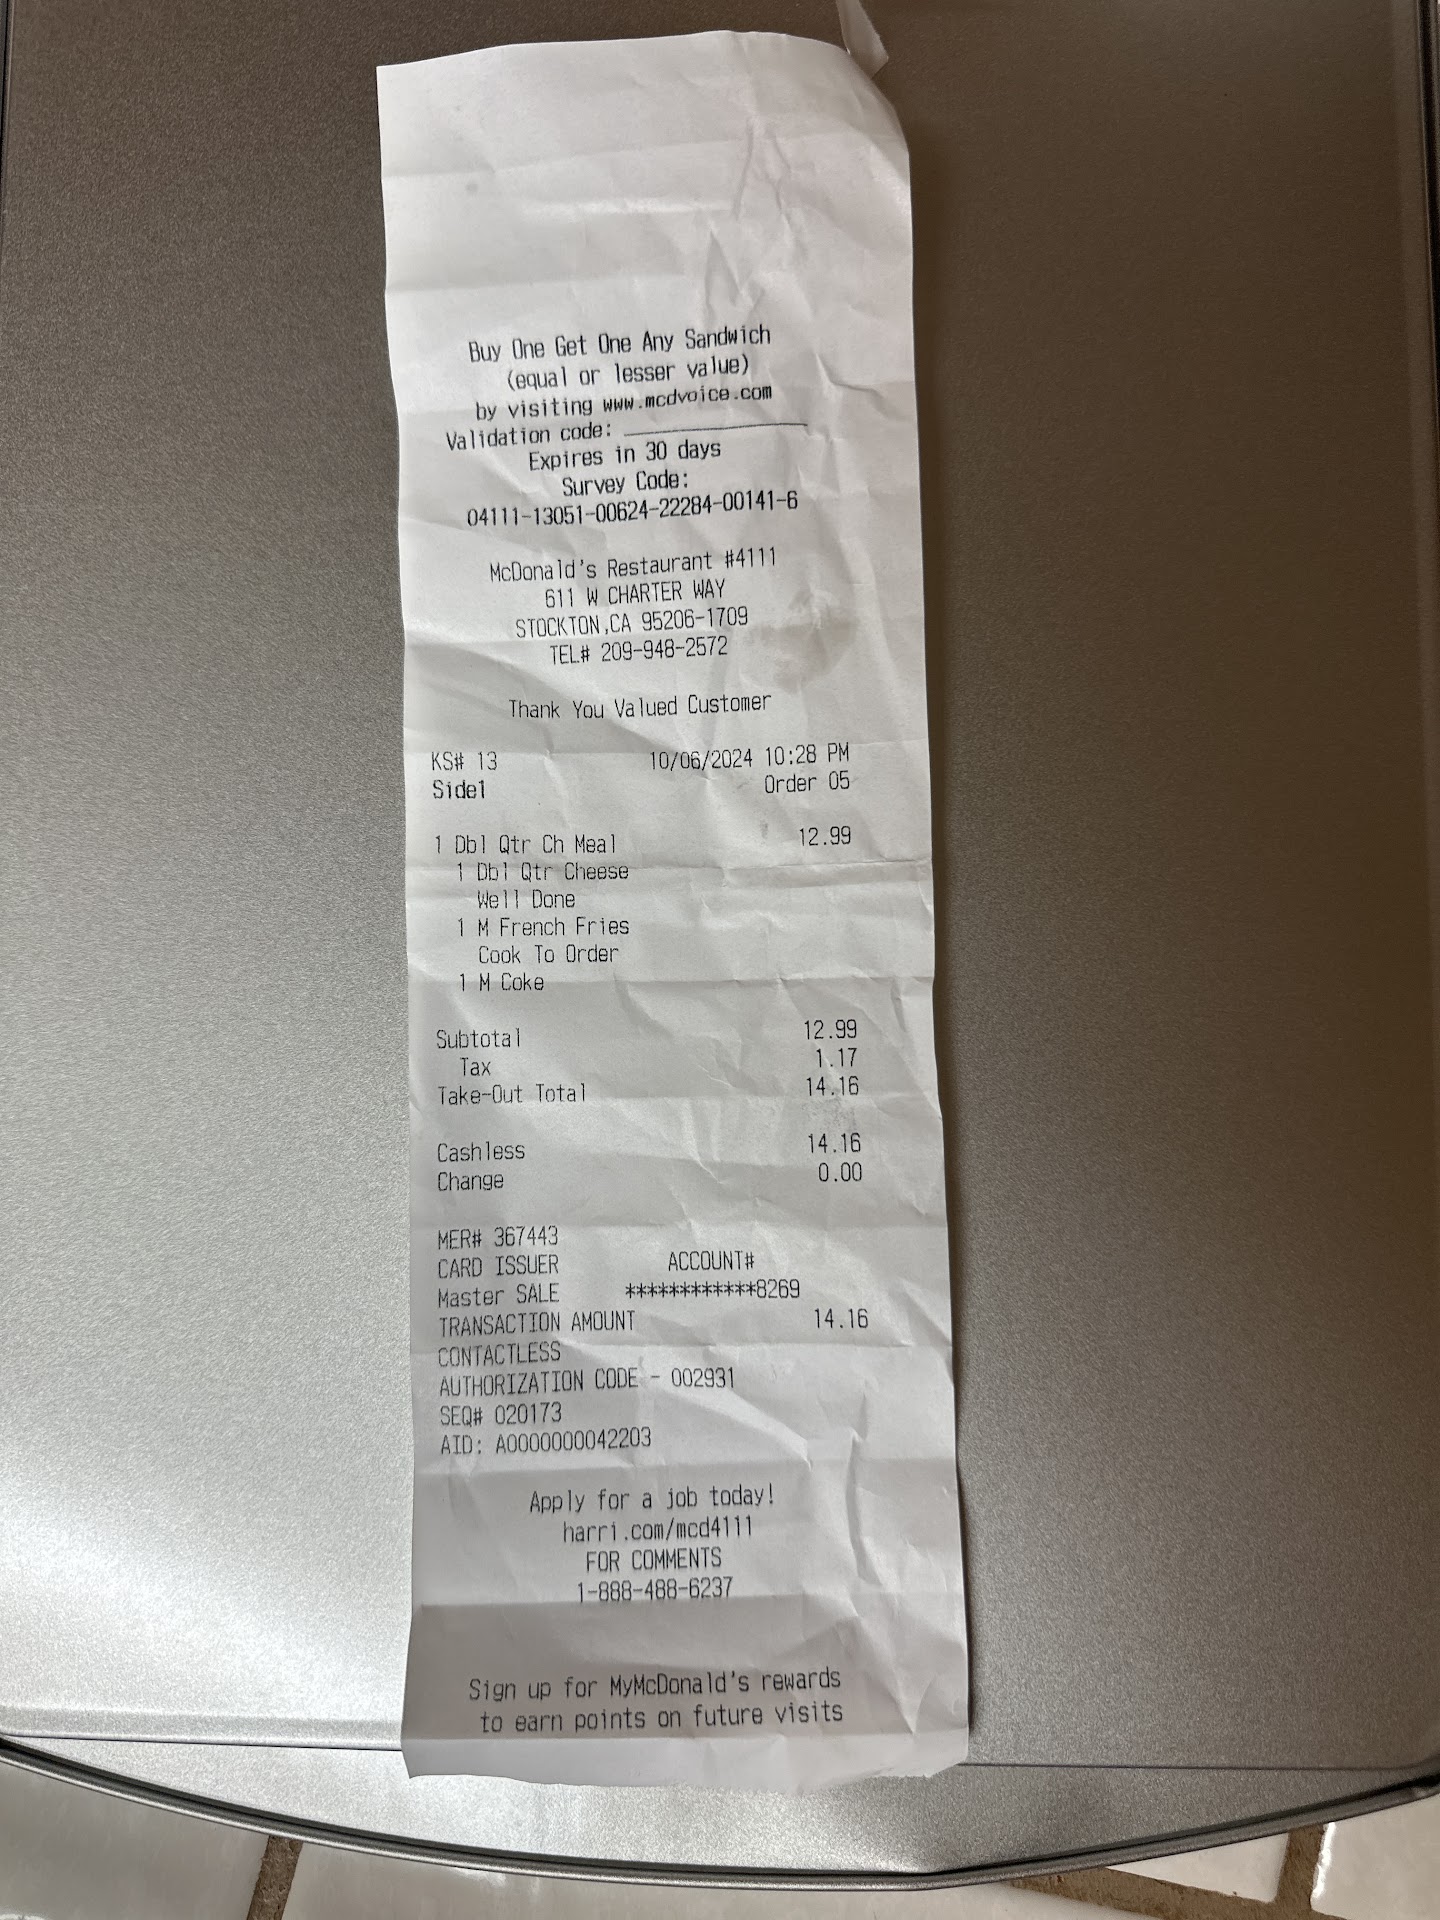 Buy One Get One Any Sandwich
(equal or lesser value)
by visiting www.mcdvoice.com
Validation code: ____________
Expires in 30 days
Survey Code:
04111-13051-00624-22284-00141-6
McDonald's Restaurant #4111
611 W CHARTER WAY
STOCKTON,CA 95206-1709
TEL# 209-948-2572
Thank You Valued Customer
KS# 13 10/06/2024 10:28 PM
Side1 Order 05
1 Dbl Qtr Ch Meal 12.99
1 Dbl Qtr Cheese
Well Done
1 M French Fries
Cook To Order
1 M Coke
Subtotal 12.99
Tax 1.17
Take-Out Total 14.16
Cashless 14.16
Change 0.00
MER# 367443
CARD ISSUER ACCOUNT#
Master SALE ************8269
TRANSACTION AMOUNT 14.16
CONTACTLESS
AUTHORIZATION CODE - 002931
SEQ# 020173
AID: A0000000042203
Apply for a job today!
harri.com/mcd4111
FOR COMMENTS
1-888-488-6237
Sign up for MyMcDonald's rewards
to earn points on future visits